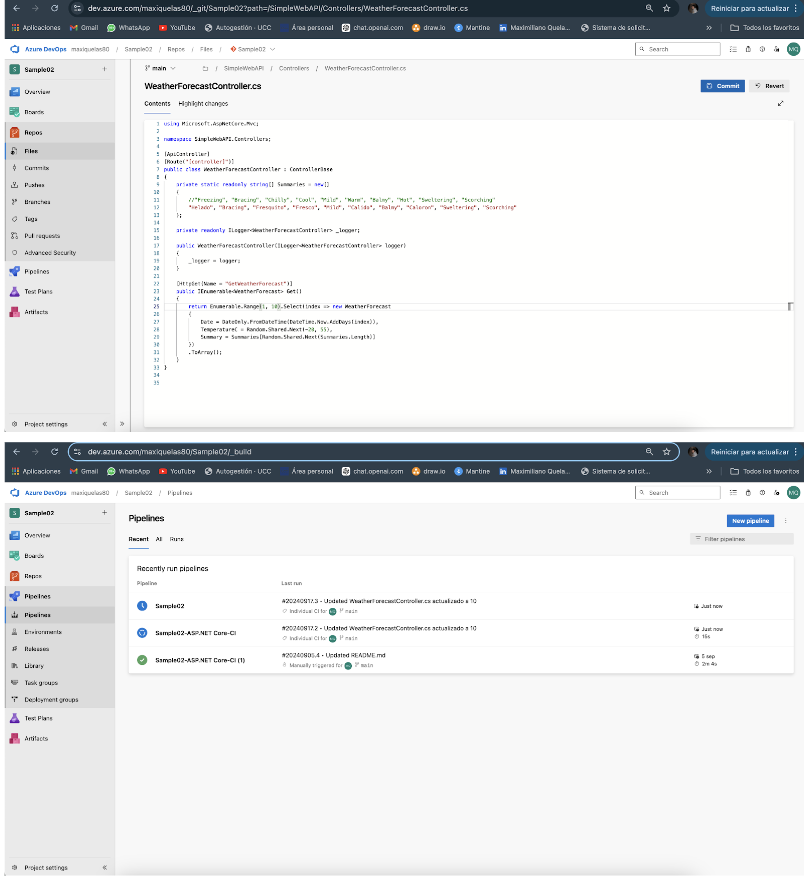 dev.azure.com/maxiquelas80/_git/Sample02?path=/SimpleWebAPI/Controllers/WeatherForecastController.cs
Reiniciar para actualizar
Aplicaciones Gmail WhatsApp YouTube Autogestión - UCC Área personal chat.openai.com draw.io Mantine Maximiliano Quela... Sistema de solicit... » Todos los favoritos
Azure DevOps maxiquelas80 / Sample02 / Repos / Files / Sample02
Search
MQ
S Sample02 +
Overview
Boards
Repos
Files
Commits
Pushes
Branches
Tags
Pull requests
Advanced Security
Pipelines
Test Plans
Artifacts
Project settings « »
main / SimpleWebAPI / Controllers / WeatherForecastController.cs
WeatherForecastController.cs
Commit Revert
Contents Highlight changes
1 using Microsoft.AspNetCore.Mvc;
2
3 namespace SimpleWebAPI.Controllers;
4
5 [ApiController]
6 [Route("[controller]")]
7 public class WeatherForecastController : ControllerBase
8 {
9 private static readonly string[] Summaries = new[]
10 {
11 //"Freezing", "Bracing", "Chilly", "Cool", "Mild", "Warm", "Balmy", "Hot", "Sweltering", "Scorching"
12 "Helado", "Bracing", "Fresquito", "Fresco", "Mild", "Calido", "Balmy", "Caloron", "Sweltering", "Scorching"
13 };
14
15 private readonly ILogger<WeatherForecastController> _logger;
16
17 public WeatherForecastController(ILogger<WeatherForecastController> logger)
18 {
19 _logger = logger;
20 }
21
22 [HttpGet(Name = "GetWeatherForecast")]
23 public IEnumerable<WeatherForecast> Get()
24 {
25 return Enumerable.Range(1, 10).Select(index => new WeatherForecast
26 {
27 Date = DateOnly.FromDateTime(DateTime.Now.AddDays(index)),
28 TemperatureC = Random.Shared.Next(-20, 55),
29 Summary = Summaries[Random.Shared.Next(Summaries.Length)]
30 })
31 .ToArray();
32 }
33 }
34
35
dev.azure.com/maxiquelas80/Sample02/_build
Reiniciar para actualizar
Aplicaciones Gmail WhatsApp YouTube Autogestión - UCC Área personal chat.openai.com draw.io Mantine Maximiliano Quela... Sistema de solicit... » Todos los favoritos
Azure DevOps maxiquelas80 / Sample02 / Pipelines
Search
MQ
S Sample02 +
Overview
Boards
Repos
Pipelines
Pipelines
Environments
Releases
Library
Task groups
Deployment groups
Test Plans
Artifacts
Project settings «
Pipelines
New pipeline
Recent All Runs
Filter pipelines
Recently run pipelines
Pipeline Last run
Sample02
#20240917.3 • Updated WeatherForecastController.cs actualizado a 10
Individual CI for MQ main
Just now
Sample02-ASP.NET Core-CI
#20240917.2 • Updated WeatherForecastController.cs actualizado a 10
Individual CI for MQ main
Just now
15s
Sample02-ASP.NET Core-CI (1)
#20240905.4 • Updated README.md
Manually triggered for MQ main
5 sep
2m 4s